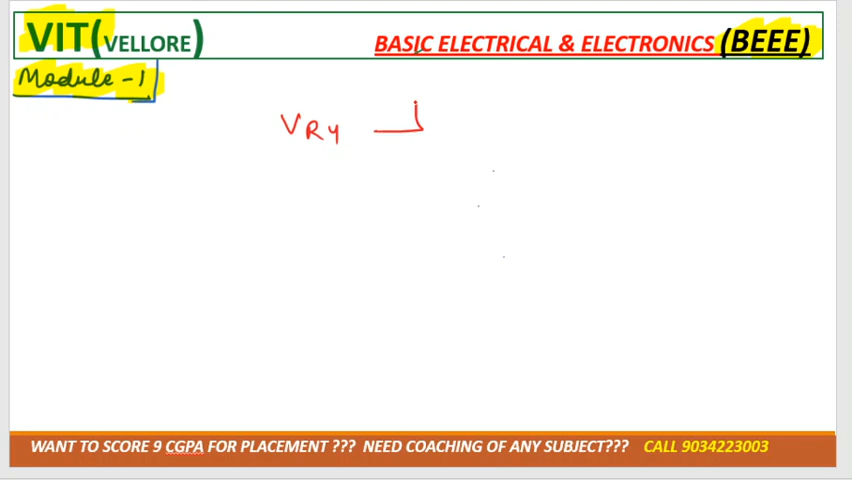 VIT(VELLORE)
BASIC ELECTRICAL & ELECTRONICS (BEEE)
Module -1
VRY
WANT TO SCORE 9 CGPA FOR PLACEMENT ??? NEED COACHING OF ANY SUBJECT??? CALL 9034223003